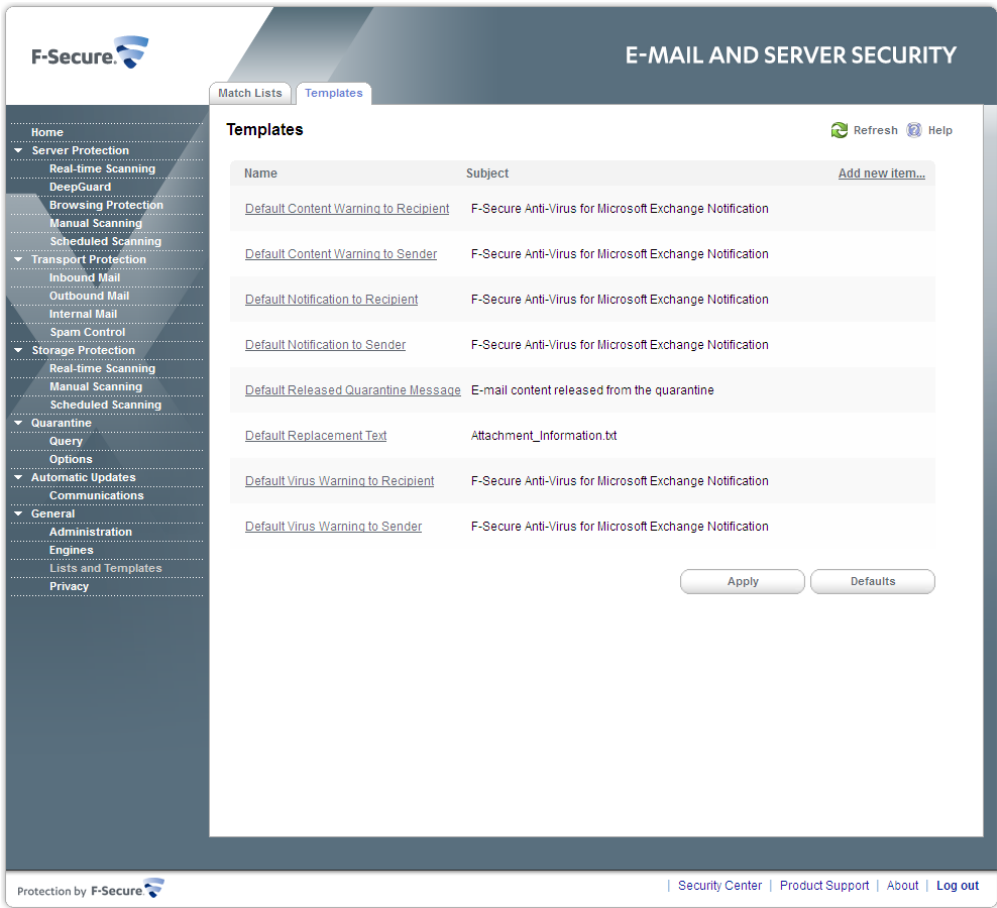 F-Secure.
E-MAIL AND SERVER SECURITY
Match Lists
Templates
Home
Server Protection
Real-time Scanning
DeepGuard
Browsing Protection
Manual Scanning
Scheduled Scanning
Transport Protection
Inbound Mail
Outbound Mail
Internal Mail
Spam Control
Storage Protection
Real-time Scanning
Manual Scanning
Scheduled Scanning
Quarantine
Query
Options
Automatic Updates
Communications
General
Administration
Engines
Lists and Templates
Privacy
Templates
Refresh
Help
Name Subject Add new item...
Default Content Warning to Recipient F-Secure Anti-Virus for Microsoft Exchange Notification
Default Content Warning to Sender F-Secure Anti-Virus for Microsoft Exchange Notification
Default Notification to Recipient F-Secure Anti-Virus for Microsoft Exchange Notification
Default Notification to Sender F-Secure Anti-Virus for Microsoft Exchange Notification
Default Released Quarantine Message E-mail content released from the quarantine
Default Replacement Text Attachment_Information.txt
Default Virus Warning to Recipient F-Secure Anti-Virus for Microsoft Exchange Notification
Default Virus Warning to Sender F-Secure Anti-Virus for Microsoft Exchange Notification
Apply
Defaults
Protection by F-Secure.
| Security Center | Product Support | About | Log out